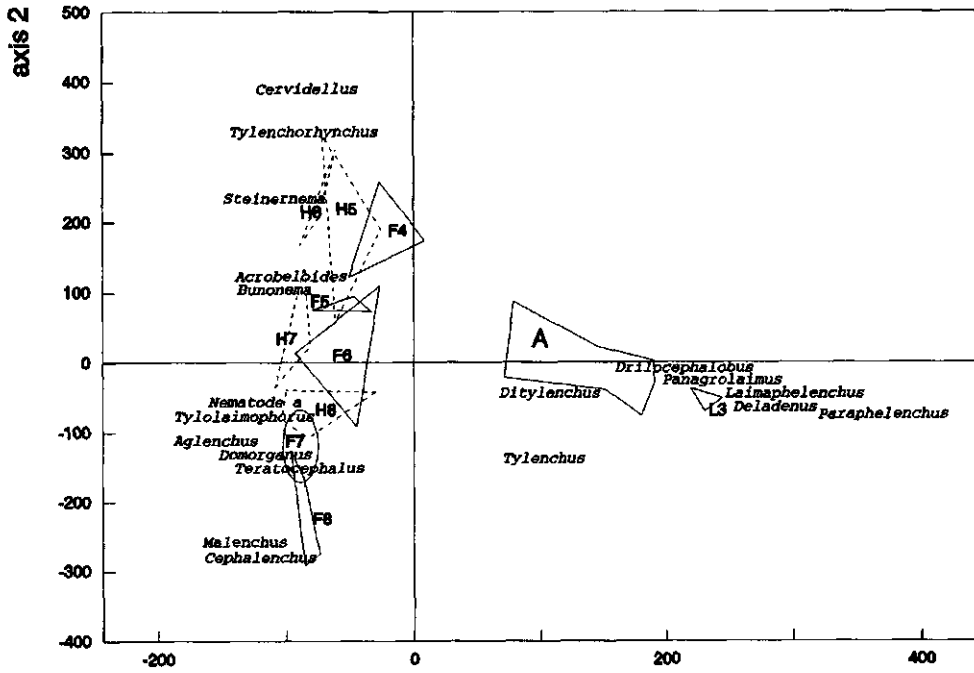 axis 2
500
400
Cervidellus
300
Tylenchorhynchus
Steinernema
H6
H5
200
F4
Acrobelbides
Bunonema
100
F5
H7
F6
A
0
Drilocephalobus
Panagrolaimus
Ditylenchus
Laimaphelenchus
Nematode a
H8
L3
Deladenus
Tylolaimophorus
Paraphelenchus
-100
Aglenchus
F7
Domorganus
Tylenchus
Teratocephalus
-200
F8
Malenchus
Cephalenchus
-300
-400
-200
0
200
400